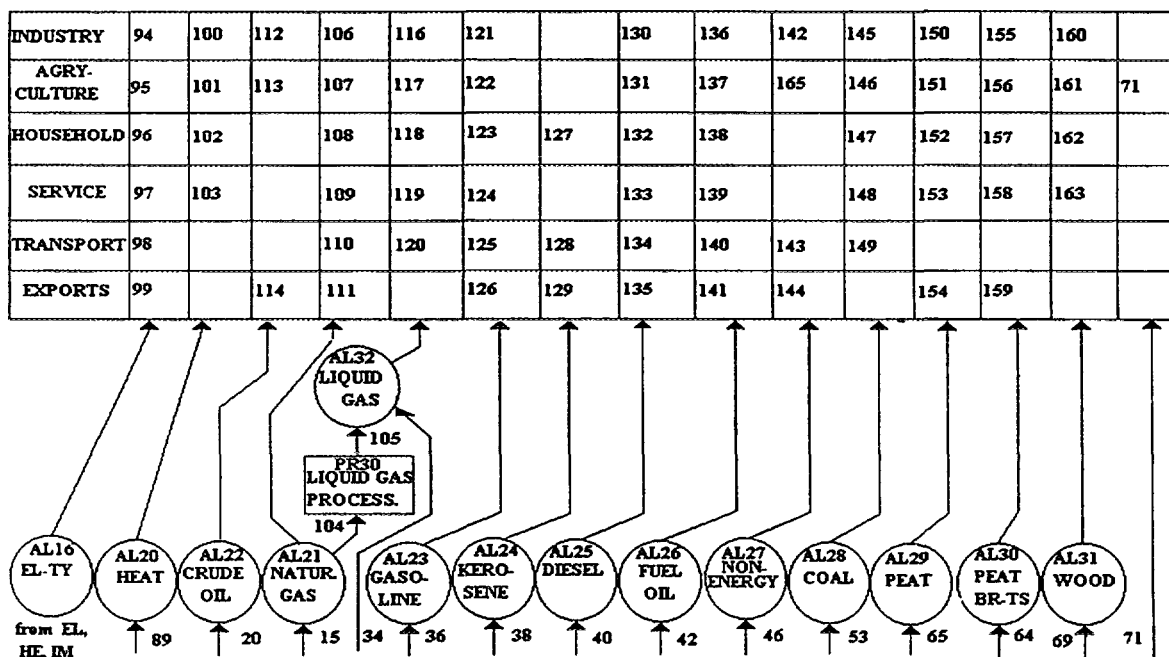 INDUSTRY 94 100 112 106 116 121 130 136 142 145 150 155 160
AGRY-
CULTURE 95 101 113 107 117 122 131 137 165 146 151 156 161 71
HOUSEHOLD 96 102 108 118 123 127 132 138 147 152 157 162
SERVICE 97 103 109 119 124 133 139 148 153 158 163
TRANSPORT 98 110 120 125 128 134 140 143 149
EXPORTS 99 114 111 126 129 135 141 144 154 159
AL32
LIQUID
GAS
105
PR30
LIQUID GAS
PROCESS.
104
AL16
EL-TY
AL20
HEAT
AL22
CRUDE
OIL
AL21
NATUR.
GAS
AL23
GASO-
LINE
AL24
KERO-
SENE
AL25
DIESEL
AL26
FUEL
OIL
AL27
NON-
ENERGY
AL28
COAL
AL29
PEAT
AL30
PEAT
BR-TS
AL31
WOOD
from EL,
HE, IM
89 20 15 34 36 38 40 42 46 53 65 64 69 71